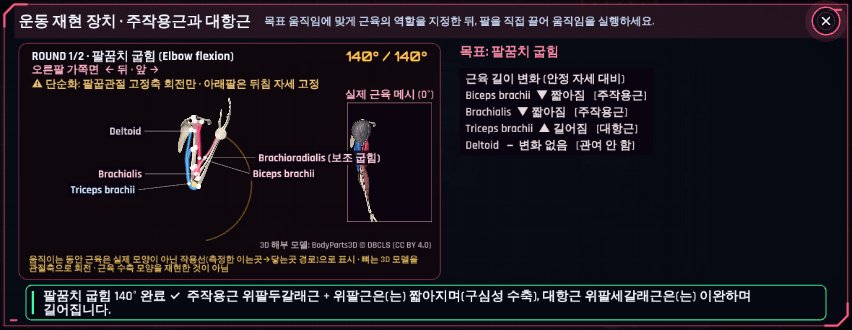 운동 재현 장치 · 주작용근과 대항근
목표 움직임에 맞게 근육의 역할을 지정한 뒤, 팔을 직접 끌어 움직임을 실행하세요.
ROUND 1/2 · 팔꿈치 굽힘 (Elbow flexion)
140° / 140°
오른팔 가쪽면 ← 뒤 · 앞 →
⚠ 단순화: 팔꿉관절 고정축 회전만 · 아래팔은 뒤침 자세 고정
실제 근육 메시 (0°)
Deltoid
Brachioradialis (보조 굽힘)
Brachialis
Biceps brachii
Triceps brachii
3D 해부 모델: BodyParts3D © DBCLS (CC BY 4.0)
움직이는 동안 근육은 실제 모양이 아닌 작용선(측정한 이는곳→닿는곳 경로)으로 표시 · 뼈는 3D 모델을
관절축으로 회전 · 근육 수축 모양을 재현한 것이 아님
목표: 팔꿈치 굽힘
근육 길이 변화 (안정 자세 대비)
Biceps brachii ▼ 짧아짐 [주작용근]
Brachialis ▼ 짧아짐 [주작용근]
Triceps brachii ▲ 길어짐 [대항근]
Deltoid − 변화 없음 [관여 안 함]
팔꿈치 굽힘 140° 완료 ✓ 주작용근 위팔두갈래근 + 위팔근은(는) 짧아지며(구심성 수축), 대항근 위팔세갈래근은(는) 이완하며
길어집니다.